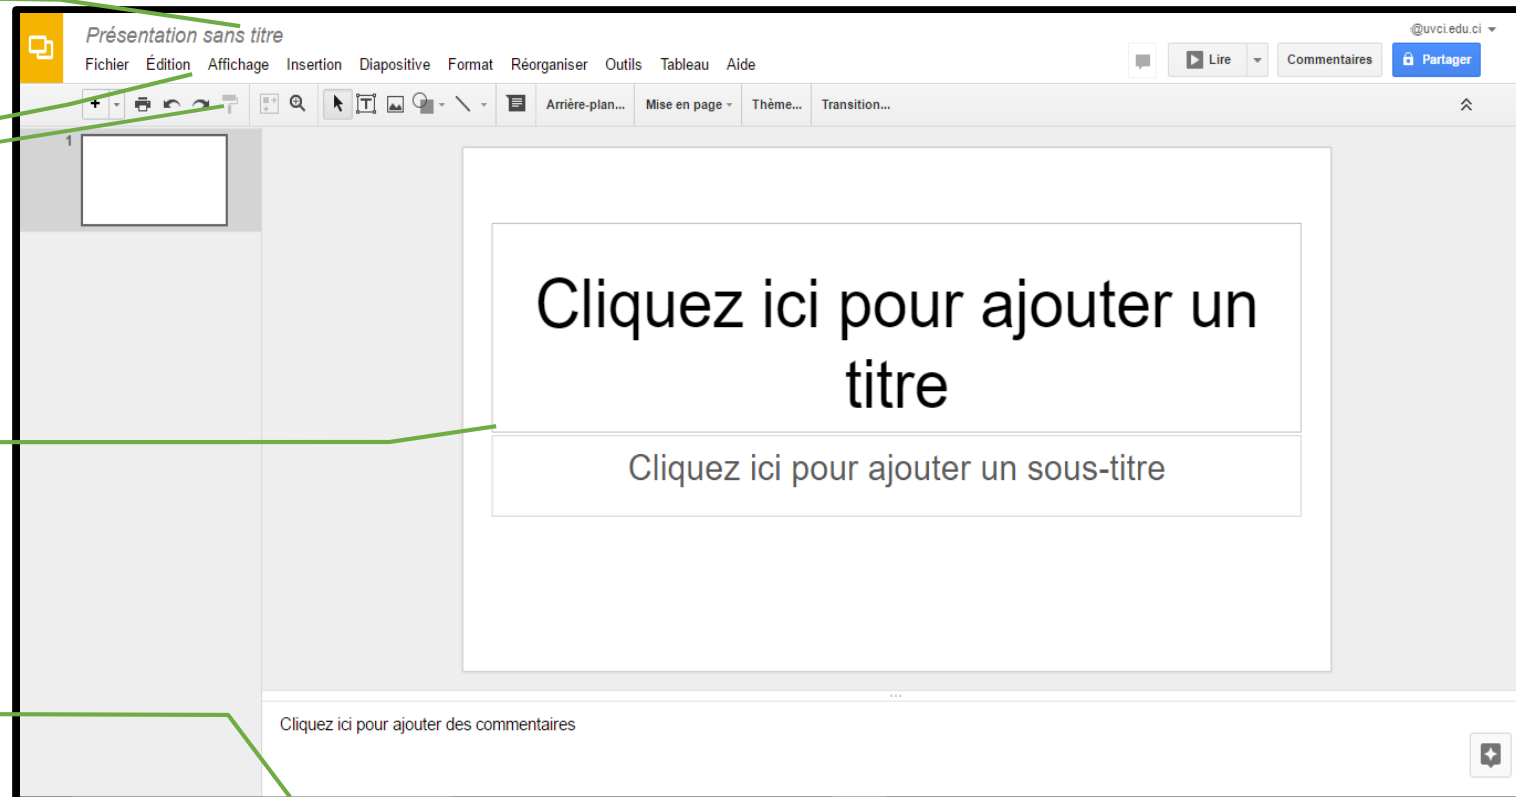 Présentation sans titre
@uvci.edu.ci
Fichier Édition Affichage Insertion Diapositive Format Réorganiser Outils Tableau Aide
Lire Commentaires Partager
Arrière-plan... Mise en page Thème... Transition...
1
Cliquez ici pour ajouter un
titre
Cliquez ici pour ajouter un sous-titre
Cliquez ici pour ajouter des commentaires